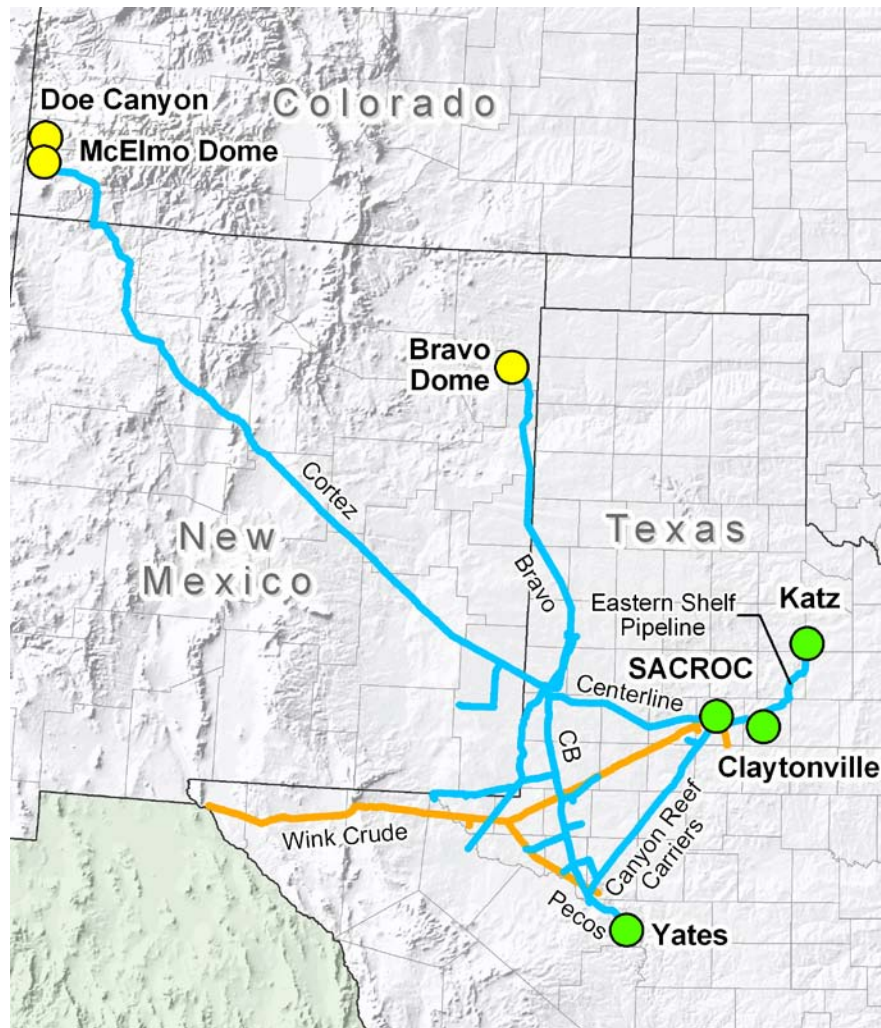 Doe Canyon
Colorado
McElmo Dome
Bravo
Dome
Cortez
New
Mexico
Bravo
Texas
Eastern Shelf
Pipeline
Katz
SACROC
Centerline
CB
Claytonville
Wink Crude
Canyon Reef
Carriers
Pecos
Yates